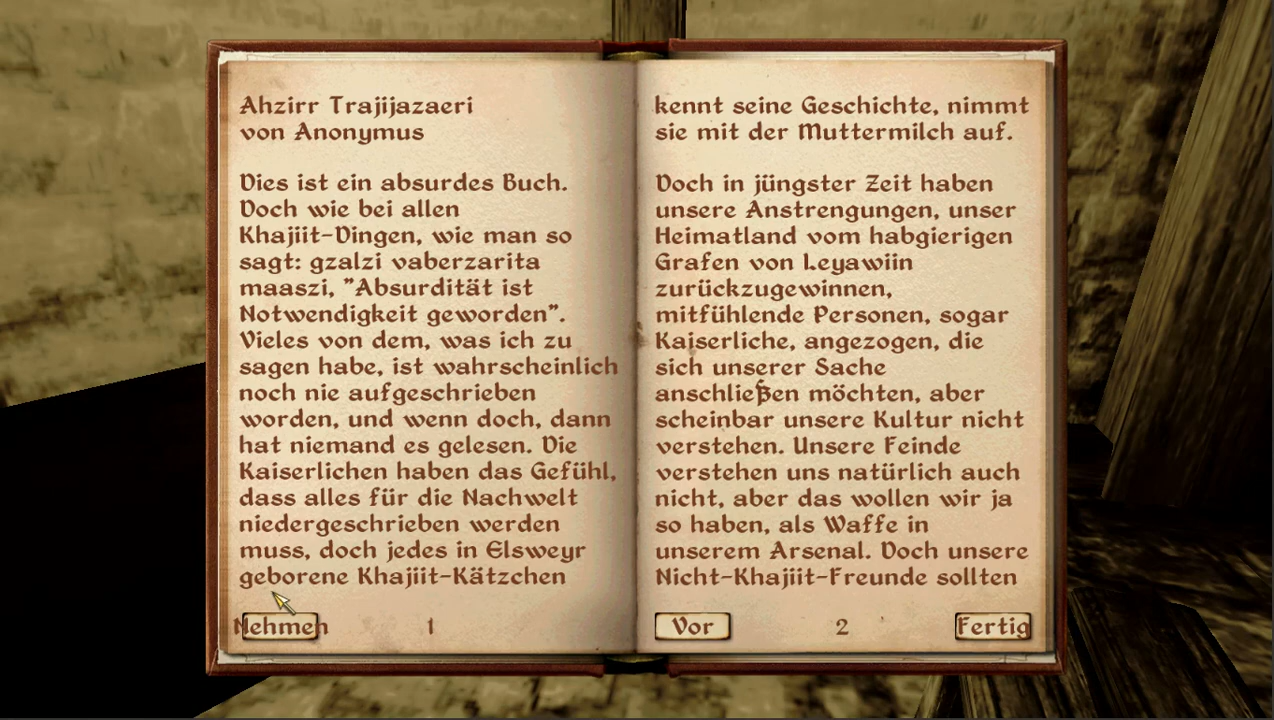 Ahzirr Trajijazaeri
von Anonymus
Dies ist ein absurdes Buch.
Doch wie bei allen
Khajiit-Dingen, wie man so
sagt: gzalzi vaberzarita
maaszi, "Absurdität ist
Notwendigkeit geworden".
Vieles von dem, was ich zu
sagen habe, ist wahrscheinlich
noch nie aufgeschrieben
worden, und wenn doch, dann
hat niemand es gelesen. Die
Kaiserlichen haben das Gefühl,
dass alles für die Nachwelt
niedergeschrieben werden
muss, doch jedes in Elsweyr
geborene Khajiit-Kätzchen
Nehmen
1
kennt seine Geschichte, nimmt
sie mit der Muttermilch auf.
Doch in jüngster Zeit haben
unsere Anstrengungen, unser
Heimatland vom habgierigen
Grafen von Leyawiin
zurückzugewinnen,
mitfühlende Personen, sogar
Kaiserliche, angezogen, die
sich unserer Sache
anschließen möchten, aber
scheinbar unsere Kultur nicht
verstehen. Unsere Feinde
verstehen uns natürlich auch
nicht, aber das wollen wir ja
so haben, als Waffe in
unserem Arsenal. Doch unsere
Nicht-Khajiit-Freunde sollten
Vor
2
Fertig